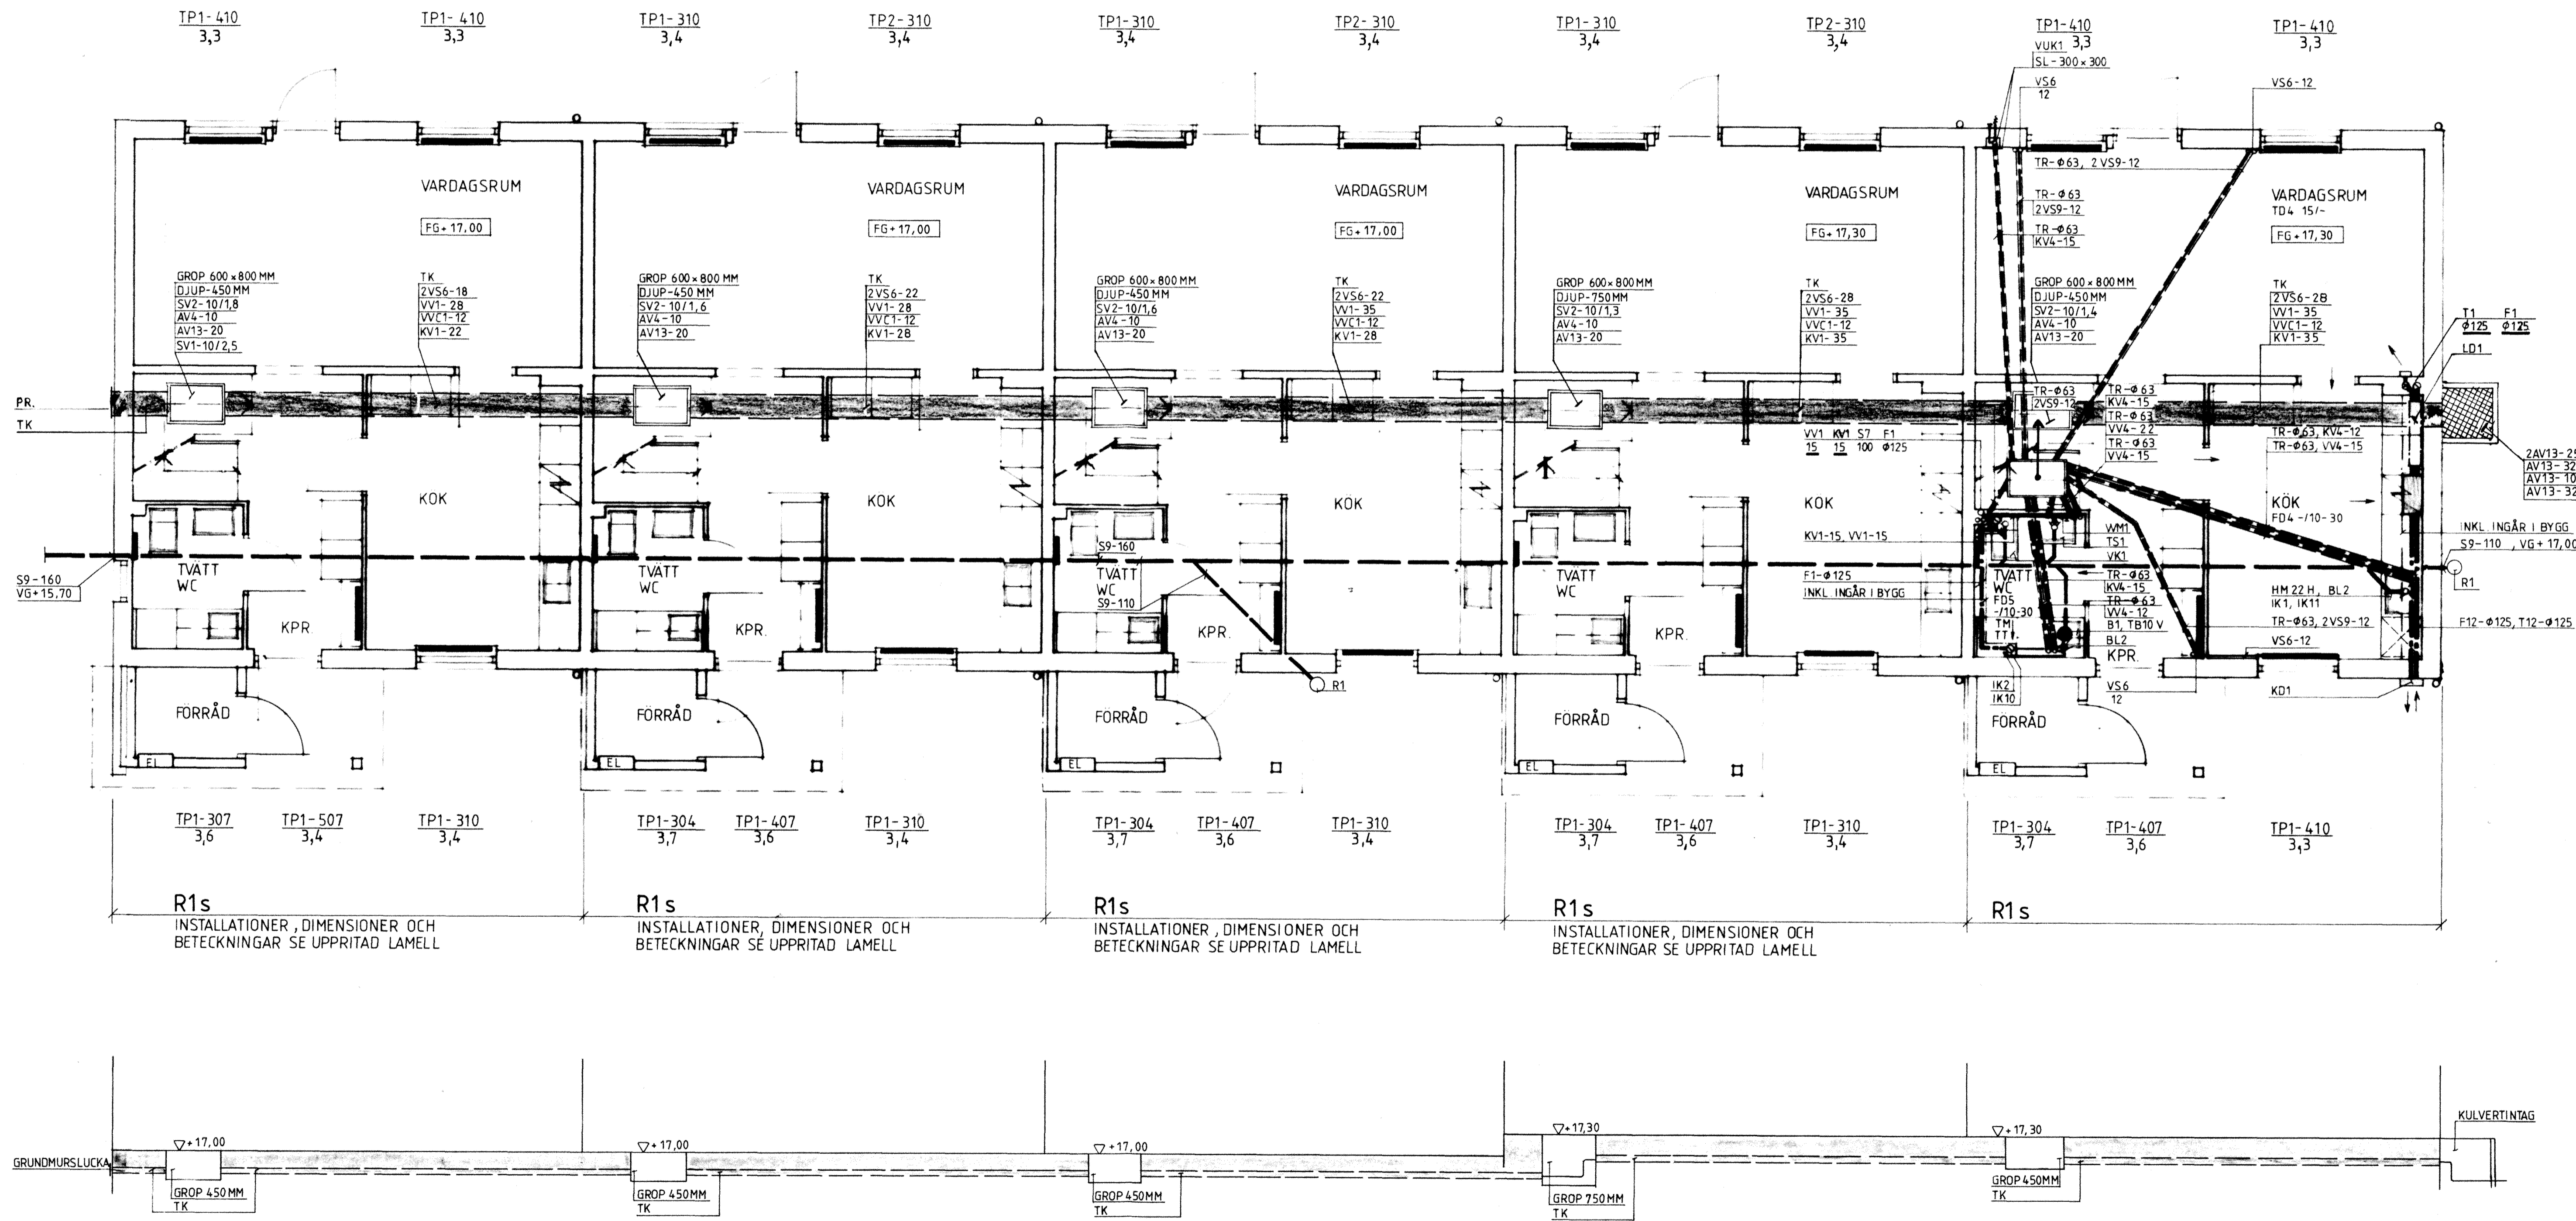 TP1-410
3,3
TP1-410
3,3
TP1-310
3,4
TP2-310
3,4
TP1-310
3,4
TP2-310
3,4
TP1-310
3,4
TP2-310
3,4
TP1-410
3,3
TP1-410
3,3
VUK1
SL-300×300
VS6
12
VS6-12
VARDAGSRUM
FG+17,00
VARDAGSRUM
FG+17,00
VARDAGSRUM
FG+17,00
VARDAGSRUM
FG+17,30
TR-Φ63, 2VS9-12
TR-Φ63
2VS9-12
TR-Φ63
KV4-15
VARDAGSRUM
TD4 15/-
FG+17,30
GROP 600×800 MM
DJUP-450 MM
SV2-10/1,8
AV4-10
AV13-20
SV1-10/2,5
TK
2VS6-18
VV1-28
VVC1-12
KV1-22
GROP 600×800 MM
DJUP-450 MM
SV2-10/1,6
AV4-10
AV13-20
TK
2VS6-22
VV1-28
VVC1-12
KV1-28
GROP 600×800 MM
DJUP-450 MM
SV2-10/1,6
AV4-10
AV13-20
TK
2VS6-22
VV1-35
VVC1-12
KV1-28
GROP 600×800 MM
DJUP-750 MM
SV2-10/1,3
AV4-10
AV13-20
TK
2VS6-28
VV1-35
VVC1-12
KV1-35
GROP 600×800 MM
DJUP-450 MM
SV2-10/1,4
AV4-10
AV13-20
TK
2VS6-28
VV1-35
VVC1-12
KV1-35
T1 F1
Φ125 Φ125
LD1
PR.
TK
TR-Φ63
2VS9-12
TR-Φ63
KV4-15
TR-Φ63
VV4-22
TR-Φ63
VV4-15
TR-Φ63, KV4-12
TR-Φ63, VV4-15
VV1 KV1 S7 F1
15 15 100 Φ125
2AV13-25
AV13-32
AV13-10
AV13-32
KÖK
KÖK
KÖK
KÖK
KÖK
FD4 -/10-30
INKL. INGÅR I BYGG
S9-110, VG+17,00
R1
KV1-15, VV1-15
WM1
TS1
VK1
S9-160
VG+15,70
TVÄTT
WC
KPR.
TVÄTT
WC
KPR.
S9-160
TVÄTT
WC
S9-110
KPR.
R1
TVÄTT
WC
KPR.
F1-Φ125
INKL. INGÅR I BYGG
TVÄTT
WC
FD5
-/10-30
TM
TT
TR-Φ63
KV4-15
TR-Φ63
VV4-12
B1, TB10 V
BL2
KPR.
HM 22 H, BL2
IK1, IK11
TR-Φ63, 2VS9-12
VS6-12
F12-Φ125, T12-Φ125
IK2
IK10
VS6
12
KD1
FÖRRÅD
EL
FÖRRÅD
EL
FÖRRÅD
EL
FÖRRÅD
EL
FÖRRÅD
EL
TP1-307
3,6
TP1-507
3,4
TP1-310
3,4
TP1-304
3,7
TP1-407
3,6
TP1-310
3,4
TP1-304
3,7
TP1-407
3,6
TP1-310
3,4
TP1-304
3,7
TP1-407
3,6
TP1-310
3,4
TP1-304
3,7
TP1-407
3,6
TP1-410
3,3
R1s
INSTALLATIONER, DIMENSIONER OCH
BETECKNINGAR SE UPPRITAD LAMELL
R1s
INSTALLATIONER, DIMENSIONER OCH
BETECKNINGAR SE UPPRITAD LAMELL
R1s
INSTALLATIONER, DIMENSIONER OCH
BETECKNINGAR SE UPPRITAD LAMELL
R1s
INSTALLATIONER, DIMENSIONER OCH
BETECKNINGAR SE UPPRITAD LAMELL
R1s
+17,00
+17,00
+17,00
+17,30
+17,30
KULVERTINTAG
GRUNDMURSLUCKA
GROP 450MM
TK
GROP 450MM
TK
GROP 450MM
TK
GROP 750MM
TK
GROP 450MM
TK